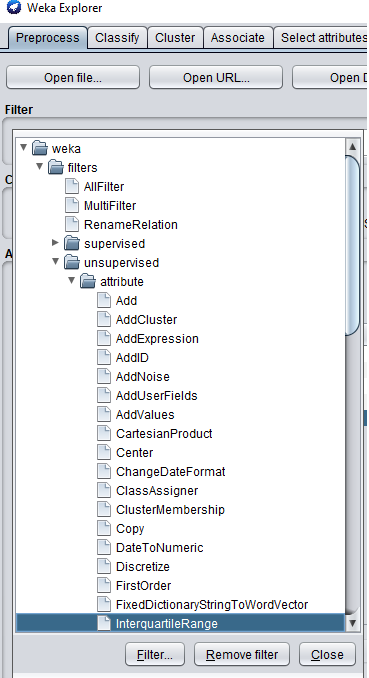 Weka Explorer
Preprocess Classify Cluster Associate Select attributes
Open file... Open URL... Open
Filter
weka
filters
AllFilter
MultiFilter
RenameRelation
supervised
unsupervised
attribute
Add
AddCluster
AddExpression
AddID
AddNoise
AddUserFields
AddValues
CartesianProduct
Center
ChangeDateFormat
ClassAssigner
ClusterMembership
Copy
DateToNumeric
Discretize
FirstOrder
FixedDictionaryStringToWordVector
InterquartileRange
Filter... Remove filter Close